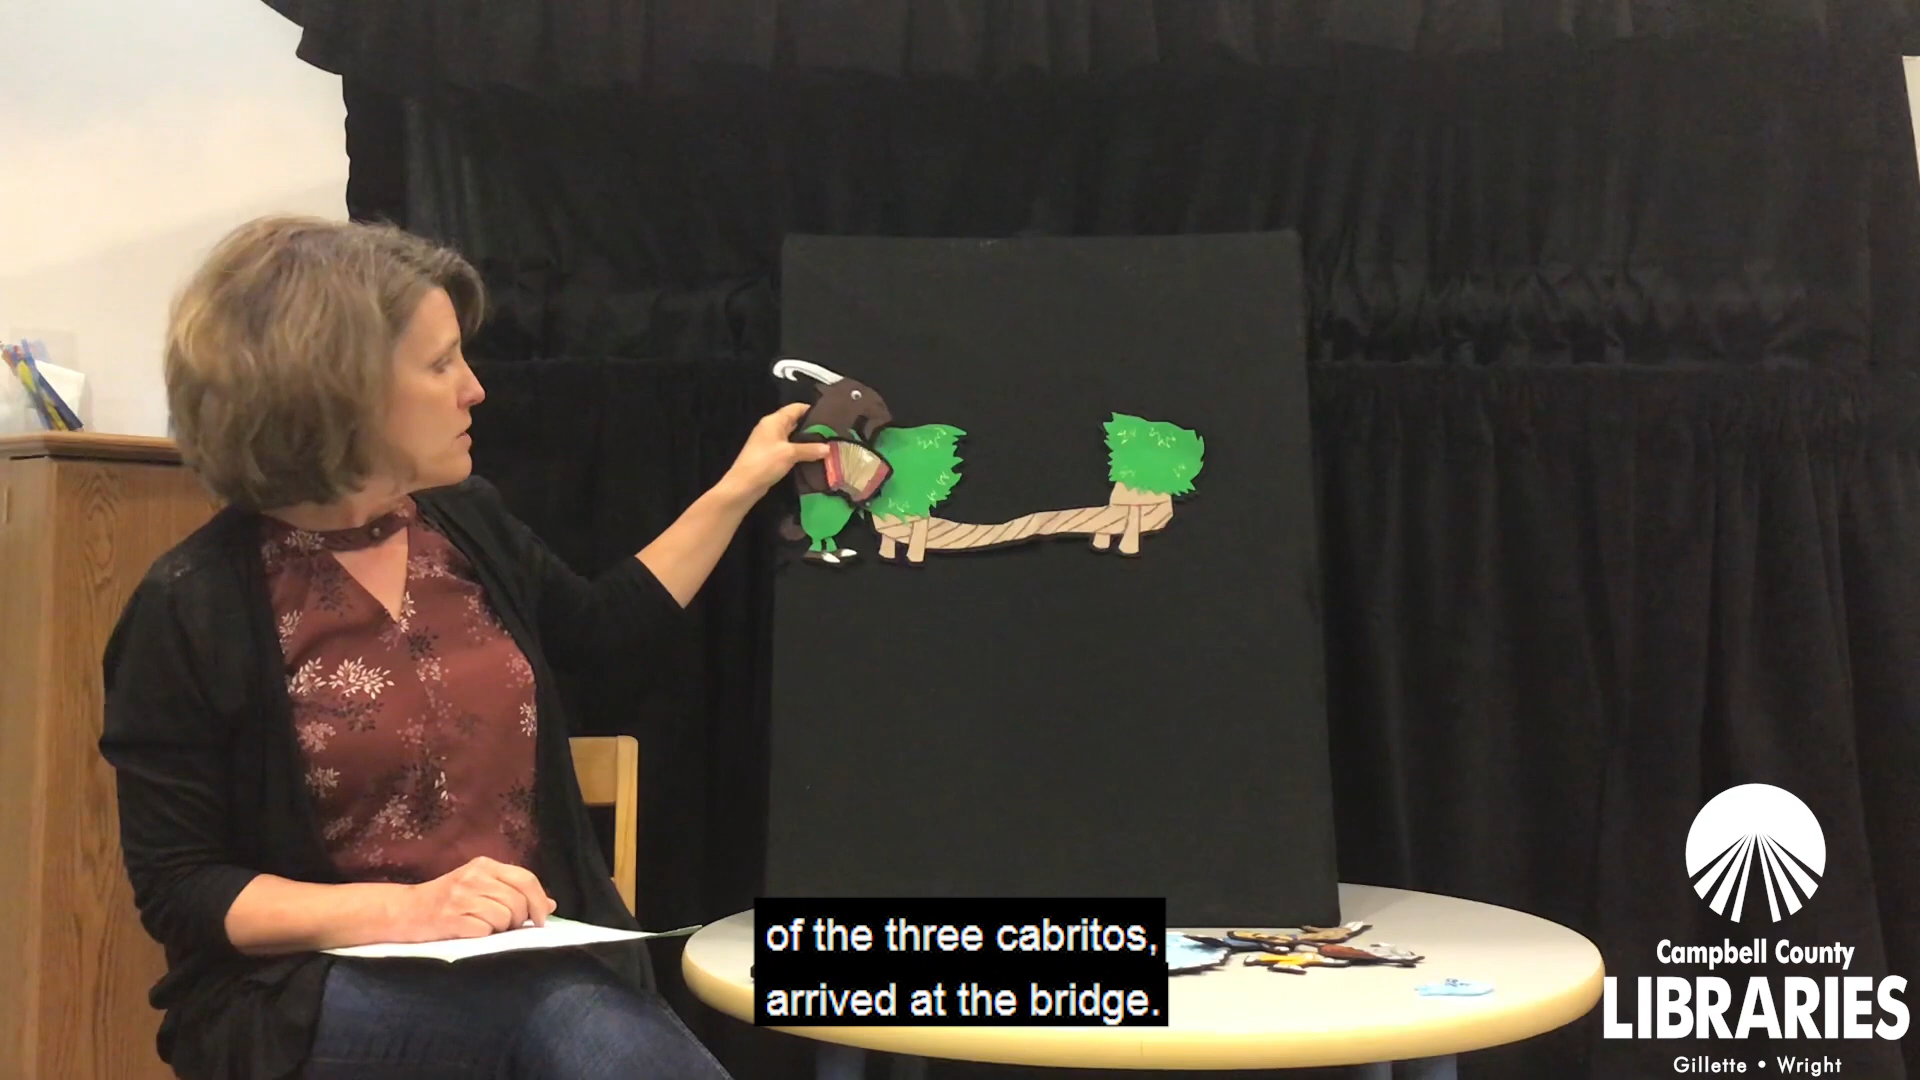 of the three cabritos,
arrived at the bridge.
Campbell County
LIBRARIES
Gillette • Wright